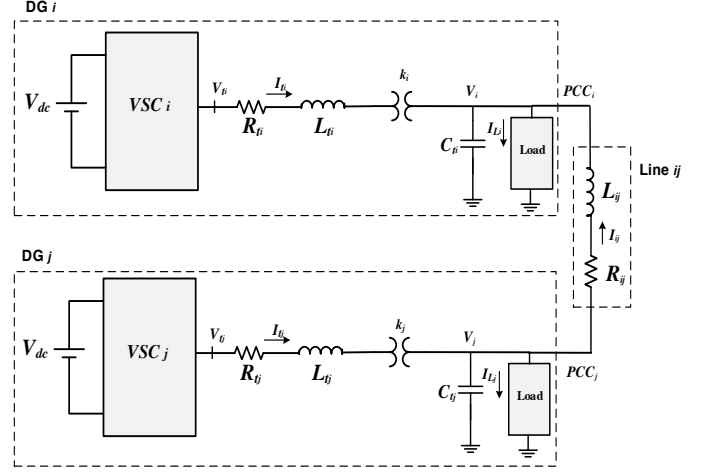 DG i
V_dc
VSC i
V_ti
I_ti
R_ti
L_ti
k_i
V_i
PCC_i
C_ti
I_Li
Load
Line ij
L_ij
I_ij
R_ij
DG j
V_dc
VSC j
V_tj
I_tj
R_tj
L_tj
k_j
V_j
PCC_j
C_tj
I_Lj
Load